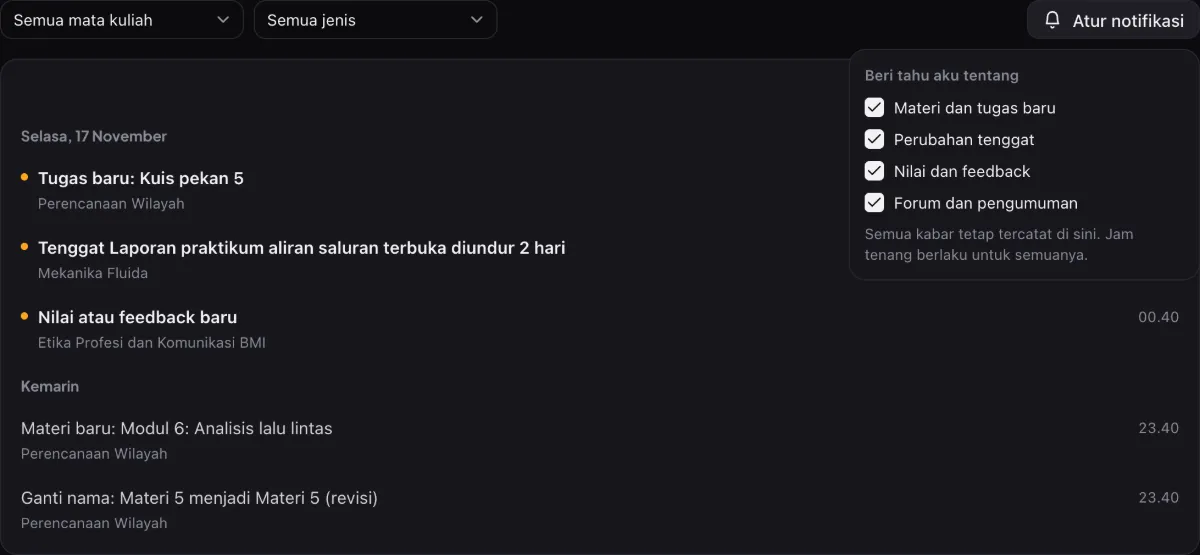 Semua mata kuliah
Semua jenis
Atur notifikasi
Beri tahu aku tentang
Materi dan tugas baru
Perubahan tenggat
Nilai dan feedback
Forum dan pengumuman
Semua kabar tetap tercatat di sini. Jam
tenang berlaku untuk semuanya.
Selasa, 17 November
Tugas baru: Kuis pekan 5
Perencanaan Wilayah
Tenggat Laporan praktikum aliran saluran terbuka diundur 2 hari
Mekanika Fluida
Nilai atau feedback baru
00.40
Etika Profesi dan Komunikasi BMI
Kemarin
Materi baru: Modul 6: Analisis lalu lintas
23.40
Perencanaan Wilayah
Ganti nama: Materi 5 menjadi Materi 5 (revisi)
23.40
Perencanaan Wilayah